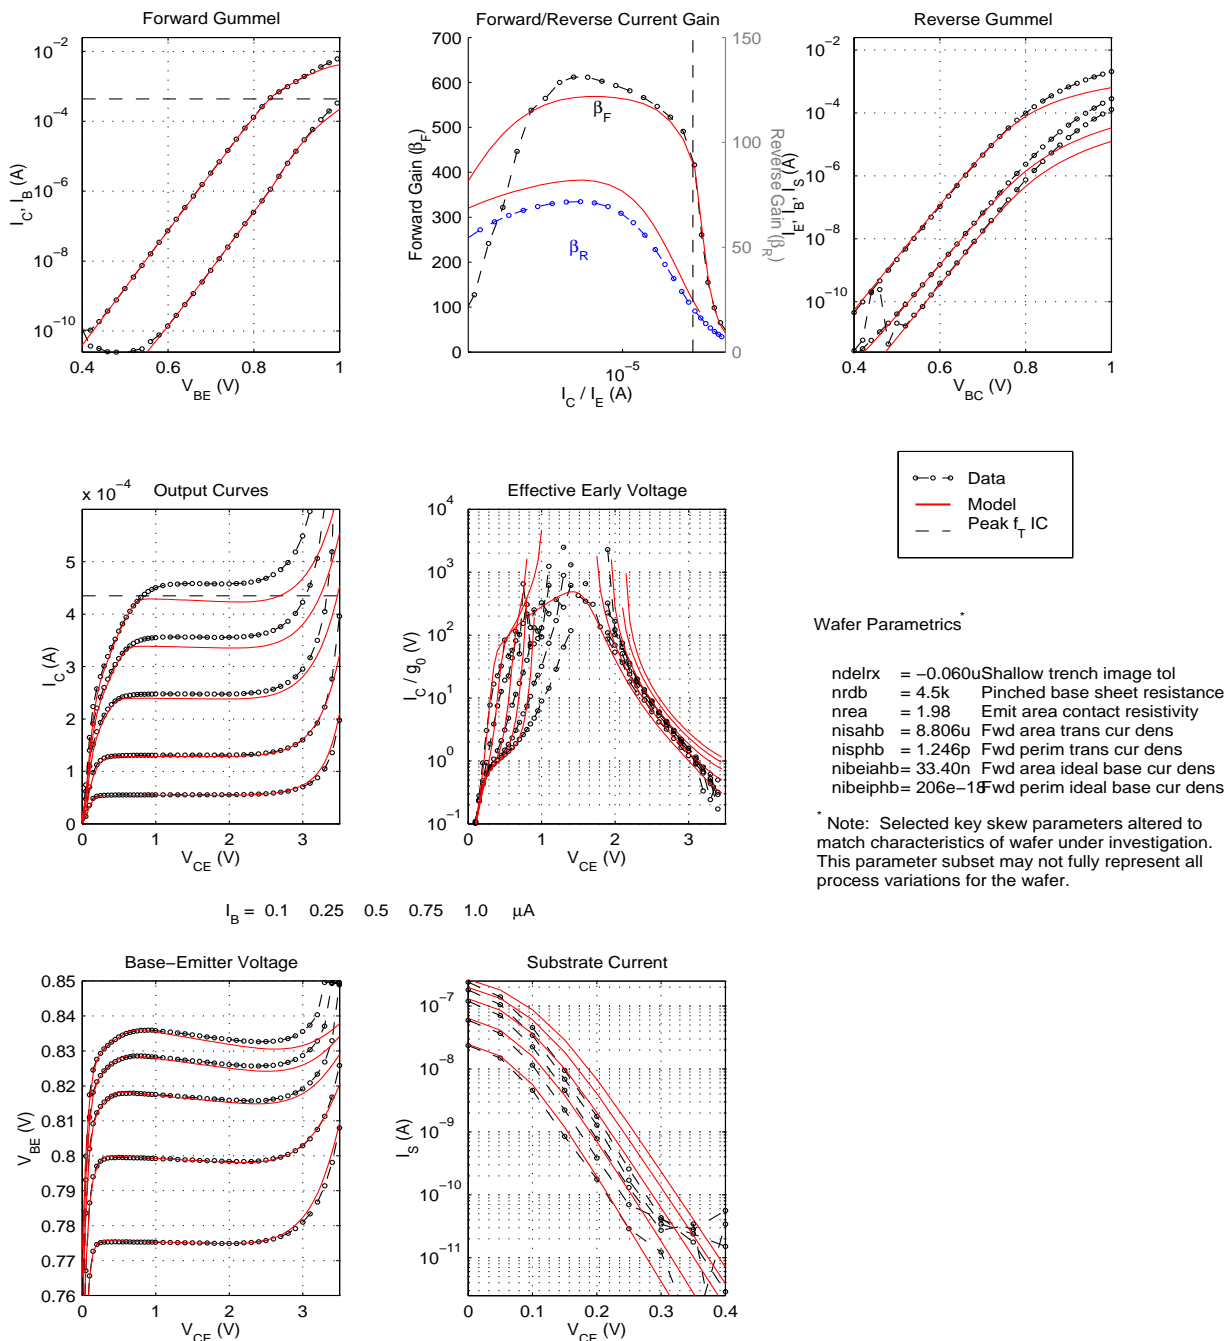 Forward Gummel
10^-2
10^-4
10^-6
10^-8
10^-10
I_C, I_B (A)
0.4 0.6 0.8 1
V_BE (V)
Forward/Reverse Current Gain
700
600
500
400
300
200
100
0
Forward Gain (β_F)
150
100
50
0
Reverse Gain (β_R)
β_F
β_R
10^-5
I_C / I_E (A)
Reverse Gummel
10^-2
10^-4
10^-6
10^-8
10^-10
I_E, I_B, I_S (A)
0.4 0.6 0.8 1
V_BC (V)
Output Curves
x 10^-4
5
4
3
2
1
0
I_C (A)
0 1 2 3
V_CE (V)
Effective Early Voltage
10^4
10^3
10^2
10^1
10^0
10^-1
I_C / g_0 (V)
0 1 2 3
V_CE (V)
Data
Model
Peak f_T IC
Wafer Parametrics*
ndelrx = −0.060uShallow trench image tol
nrdb = 4.5k Pinched base sheet resistance
nrea = 1.98 Emit area contact resistivity
nisahb = 8.806u Fwd area trans cur dens
nisphb = 1.246p Fwd perim trans cur dens
nibeiahb= 33.40n Fwd area ideal base cur dens
nibeiphb= 206e−18Fwd perim ideal base cur dens
* Note: Selected key skew parameters altered to
match characteristics of wafer under investigation.
This parameter subset may not fully represent all
process variations for the wafer.
I_B = 0.1 0.25 0.5 0.75 1.0 μA
Base−Emitter Voltage
0.85
0.84
0.83
0.82
0.81
0.8
0.79
0.78
0.77
0.76
V_BE (V)
0 1 2 3
V_CE (V)
Substrate Current
10^-7
10^-8
10^-9
10^-10
10^-11
I_S (A)
0 0.1 0.2 0.3 0.4
V_CE (V)